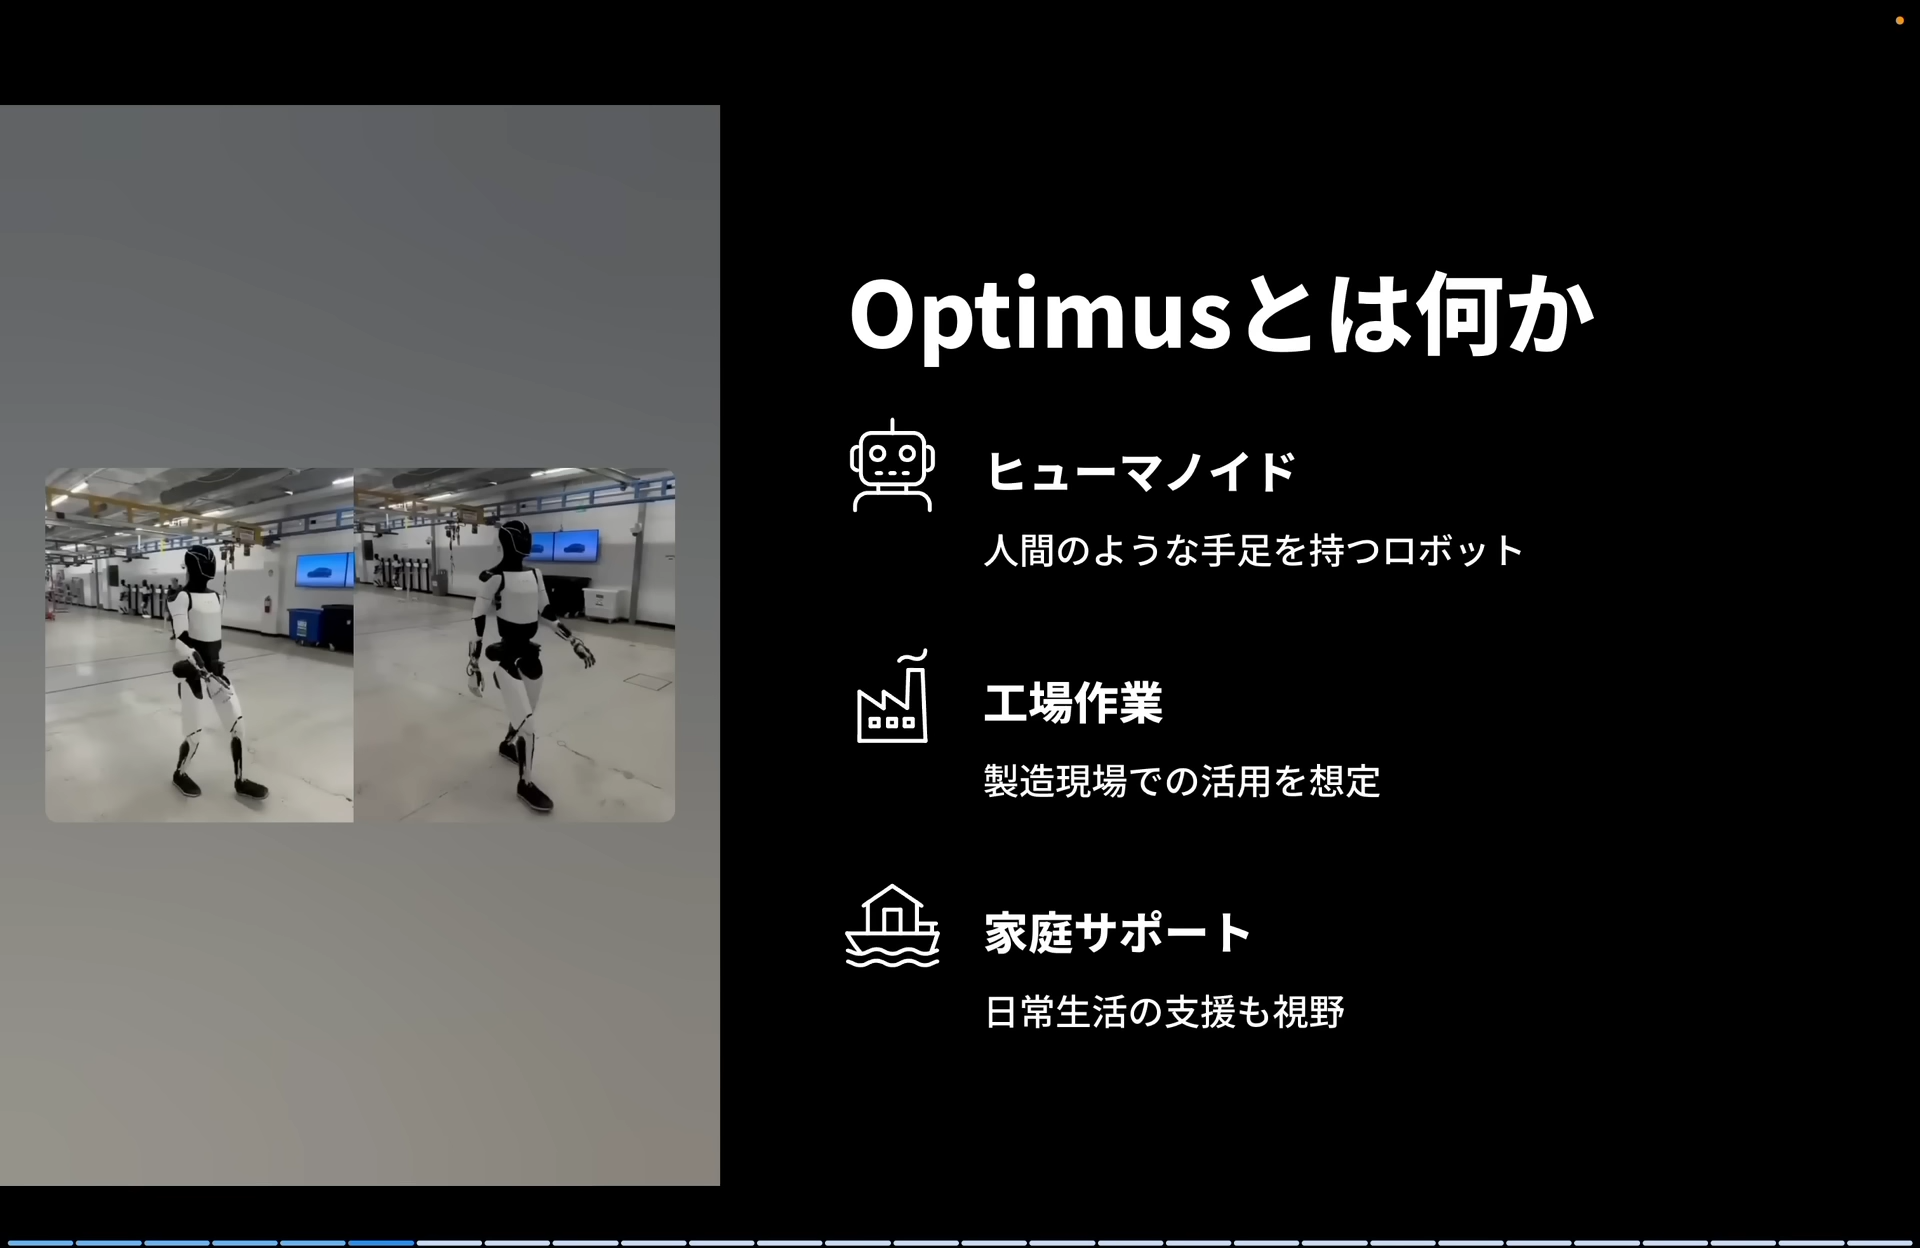 Optimusとは何か
ヒューマノイド
人間のような手足を持つロボット
工場作業
製造現場での活用を想定
家庭サポート
日常生活の支援も視野